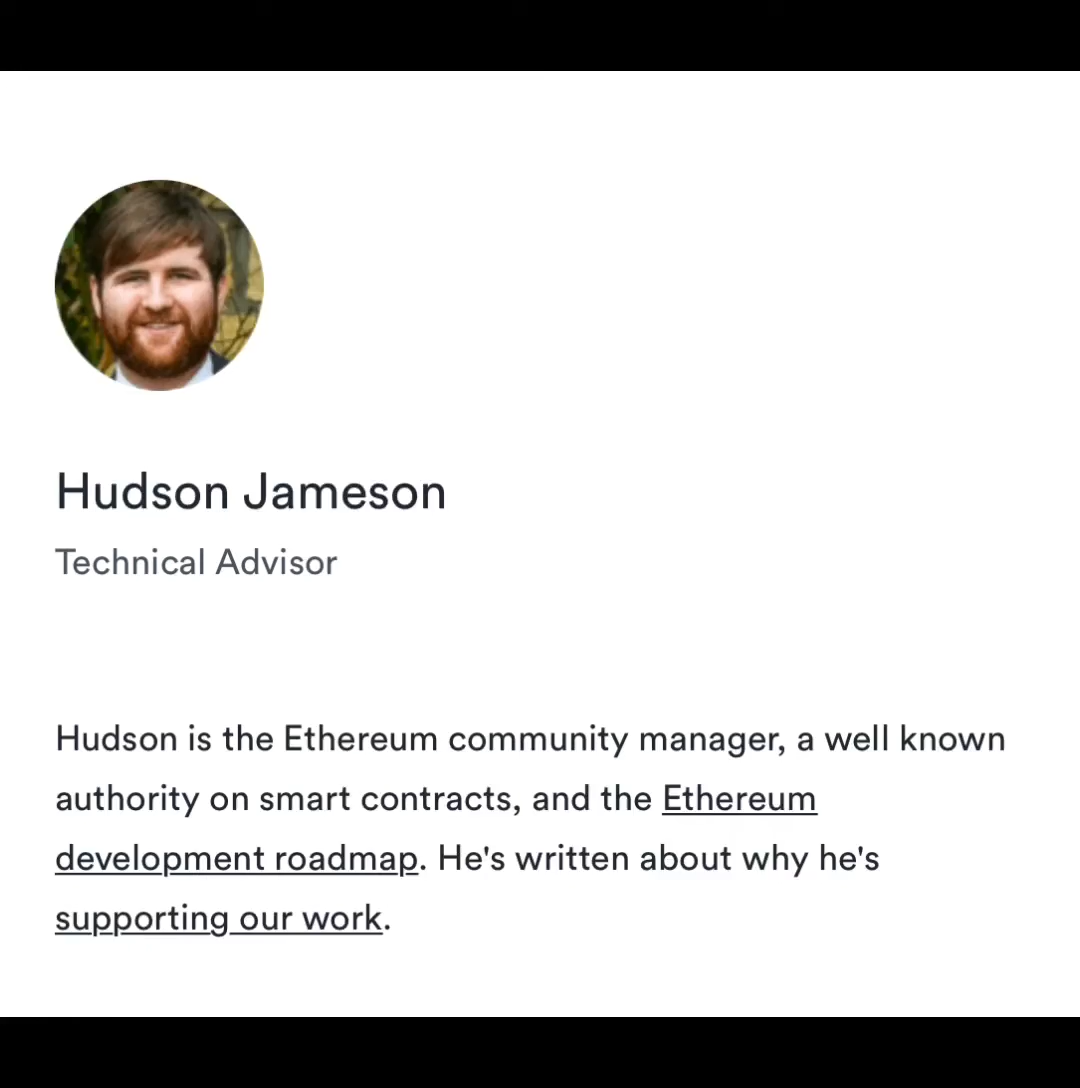 Hudson Jameson
Technical Advisor
Hudson is the Ethereum community manager, a well known
authority on smart contracts, and the Ethereum
development roadmap. He's written about why he's
supporting our work.